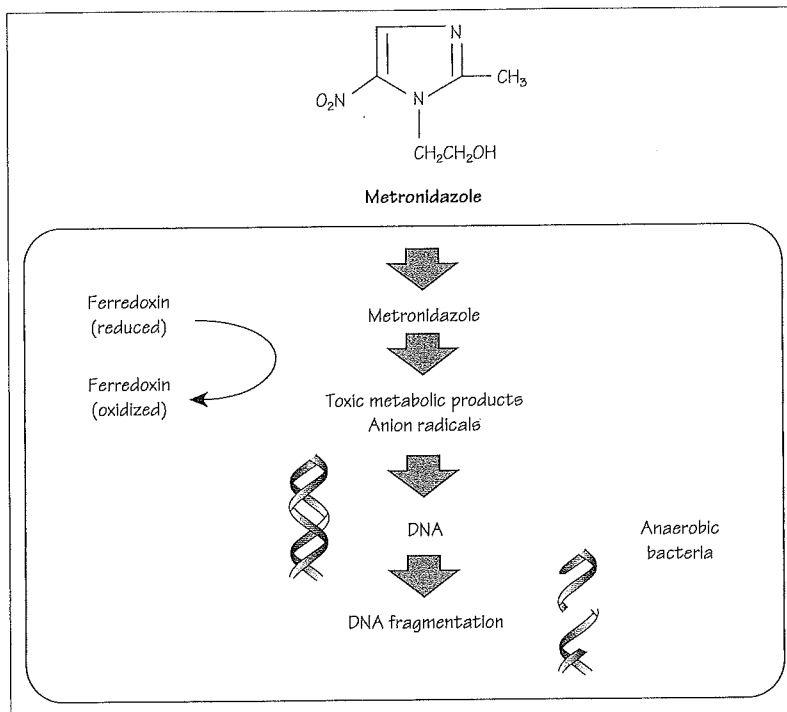 N
O₂N
N
CH₃
CH₂CH₂OH
Metronidazole
Ferredoxin
(reduced)
Metronidazole
Ferredoxin
(oxidized)
Toxic metabolic products
Anion radicals
DNA
Anaerobic
bacteria
DNA fragmentation